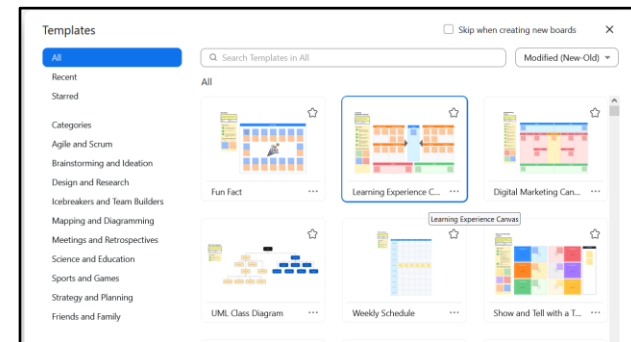 Templates
Skip when creating new boards
All
Recent
Starred
Categories
Agile and Scrum
Brainstorming and Ideation
Design and Research
Icebreakers and Team Builders
Mapping and Diagramming
Meetings and Retrospectives
Science and Education
Sports and Games
Strategy and Planning
Friends and Family
Search Templates in All
Modified (New-Old)
All
Fun Fact
Learning Experience C...
Digital Marketing Can...
Learning Experience Canvas
UML Class Diagram
Weekly Schedule
Show and Tell with a T...